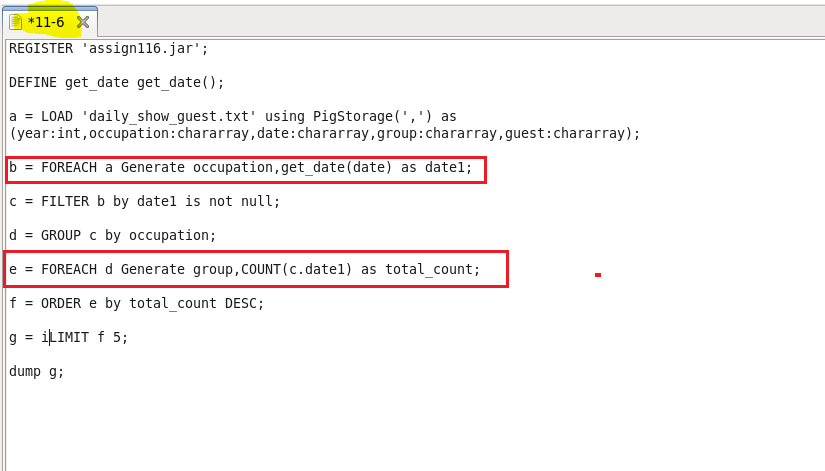 *11-6
REGISTER 'assign116.jar';
DEFINE get_date get_date();
a = LOAD 'daily_show_guest.txt' using PigStorage(',') as
(year:int,occupation:chararray,date:chararray,group:chararray,guest:chararray);
b = FOREACH a Generate occupation,get_date(date) as date1;
c = FILTER b by date1 is not null;
d = GROUP c by occupation;
e = FOREACH d Generate group,COUNT(c.date1) as total_count;
f = ORDER e by total_count DESC;
g = iLIMIT f 5;
dump g;